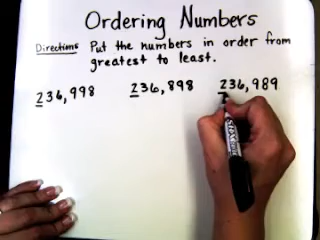 Ordering Numbers
Directions Put the numbers in order from
greatest to least.
236,998 236,898 236,989